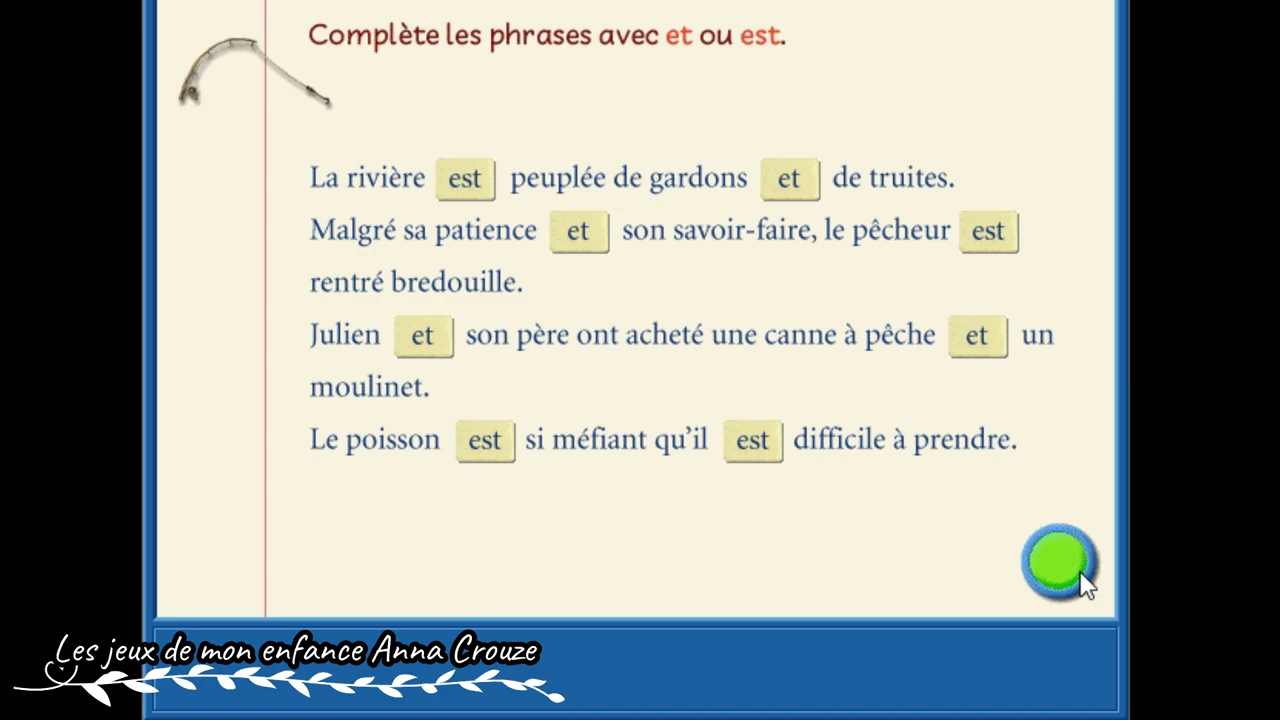 Complète les phrases avec et ou est.
La rivière est peuplée de gardons et de truites.
Malgré sa patience et son savoir-faire, le pêcheur est
rentré bredouille.
Julien et son père ont acheté une canne à pêche et un
moulinet.
Le poisson est si méfiant qu’il est difficile à prendre.
Les jeux de mon enfance Anna Crouze